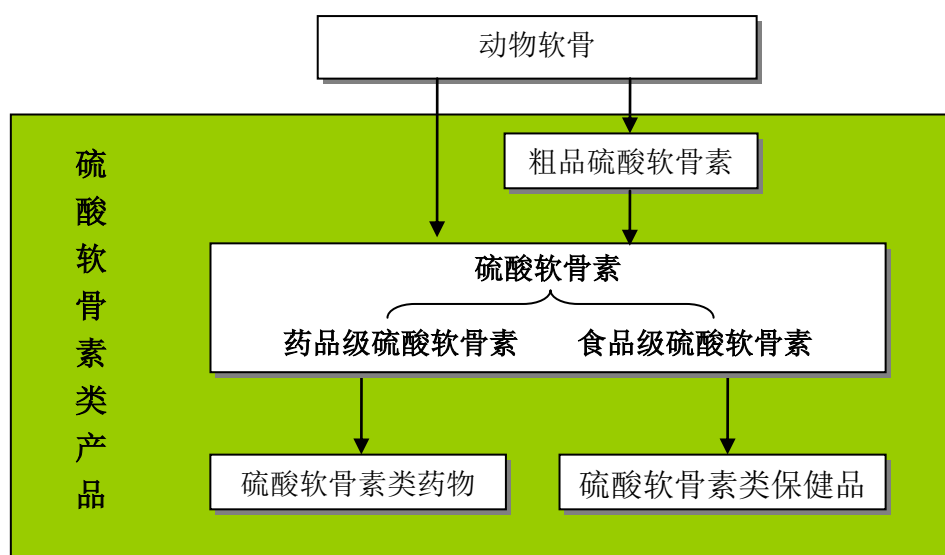 动物软骨
硫酸软骨素类产品
粗品硫酸软骨素
硫酸软骨素
药品级硫酸软骨素
食品级硫酸软骨素
硫酸软骨素类药物
硫酸软骨素类保健品